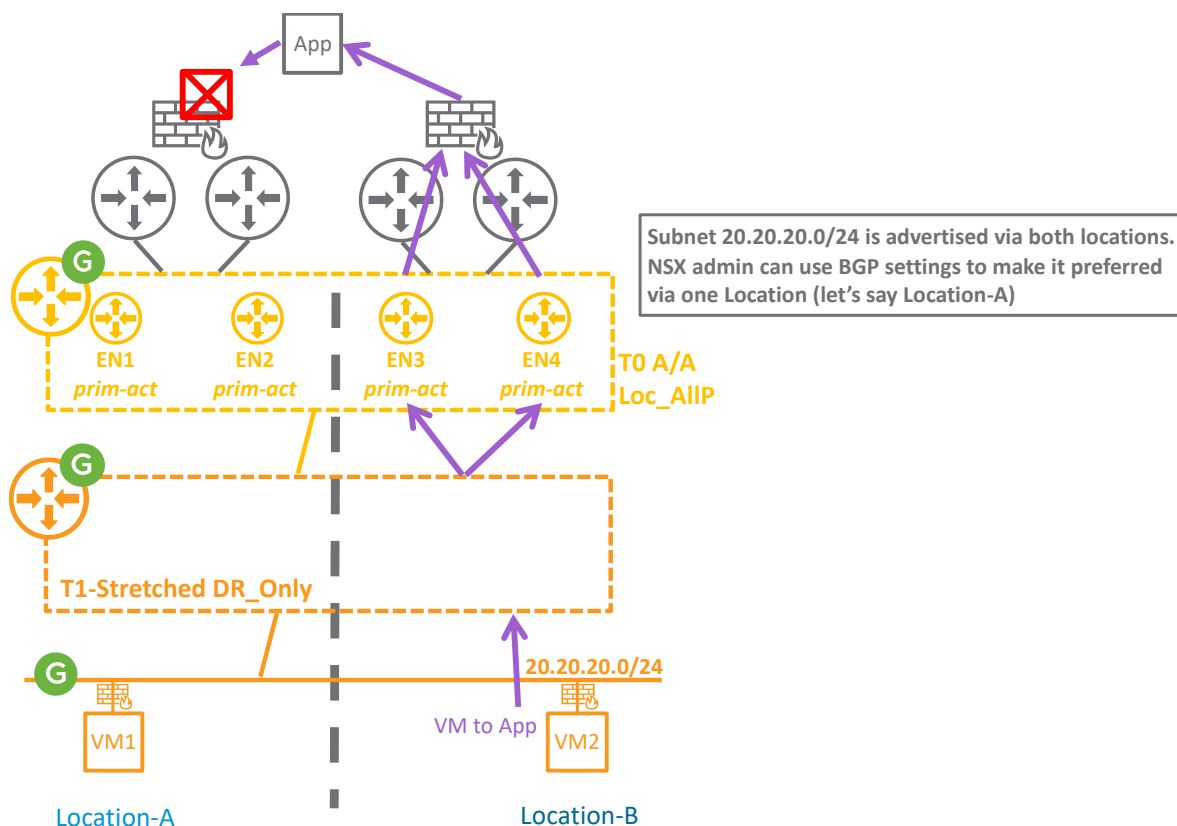 App
Subnet 20.20.20.0/24 is advertised via both locations.
NSX admin can use BGP settings to make it preferred
via one Location (let’s say Location-A)
G
EN1
EN2
EN3
EN4
prim-act
prim-act
prim-act
prim-act
T0 A/A
Loc_AllP
G
T1-Stretched DR_Only
G
20.20.20.0/24
VM1
VM to App
VM2
Location-A
Location-B